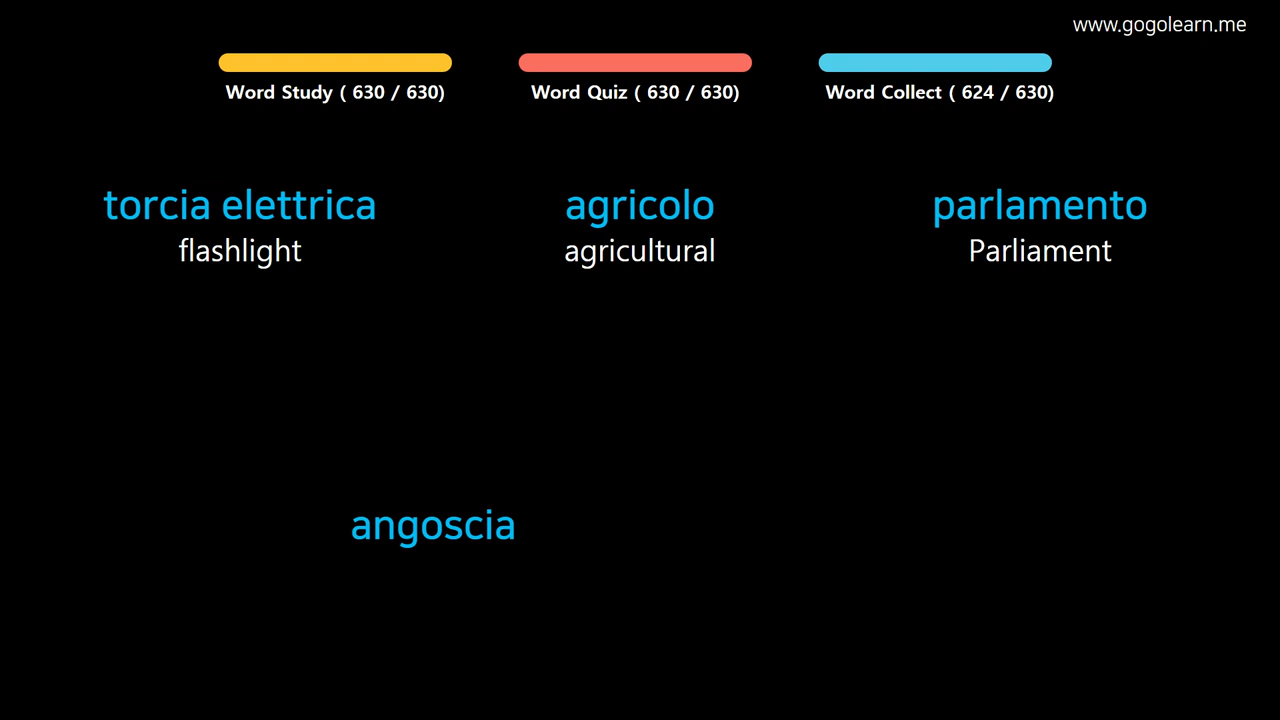 www.gogolearn.me
Word Study ( 630 / 630)
Word Quiz ( 630 / 630)
Word Collect ( 624 / 630)
torcia elettrica
agricolo
parlamento
flashlight
agricultural
Parliament
angoscia